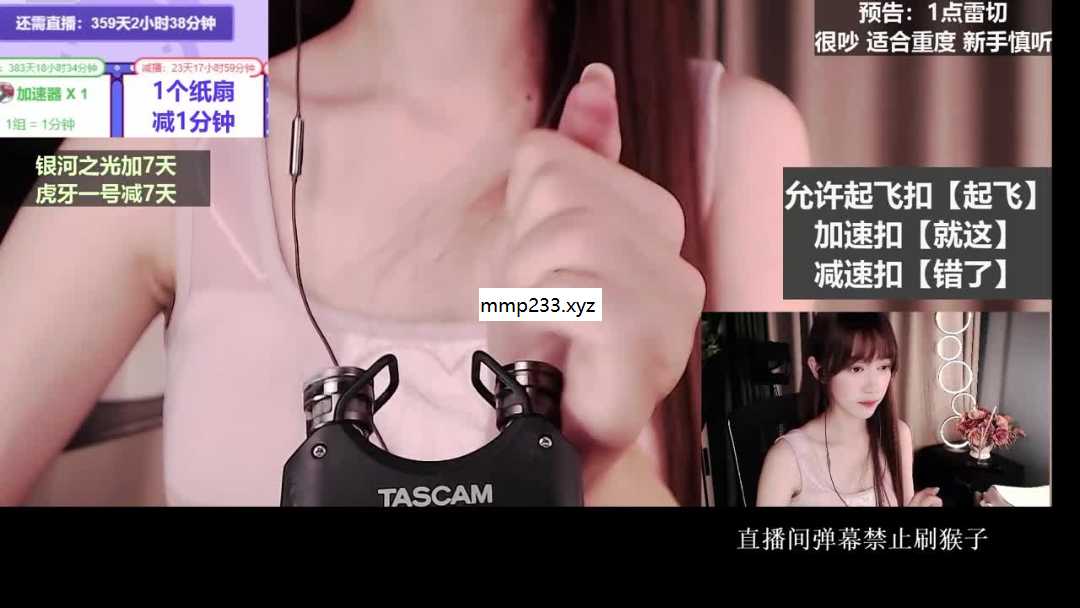 还需直播：359天2小时38分钟
383天18小时34分钟
减播：23天17小时59分钟
加速器 X 1
1组 = 1分钟
1个纸扇
减1分钟
银河之光加7天
虎牙一号减7天
预告：1点雷切
很吵 适合重度 新手慎听
允许起飞扣【起飞】
加速扣【就这】
减速扣【错了】
mmp233.xyz
TASCAM
直播间弹幕禁止刷猴子